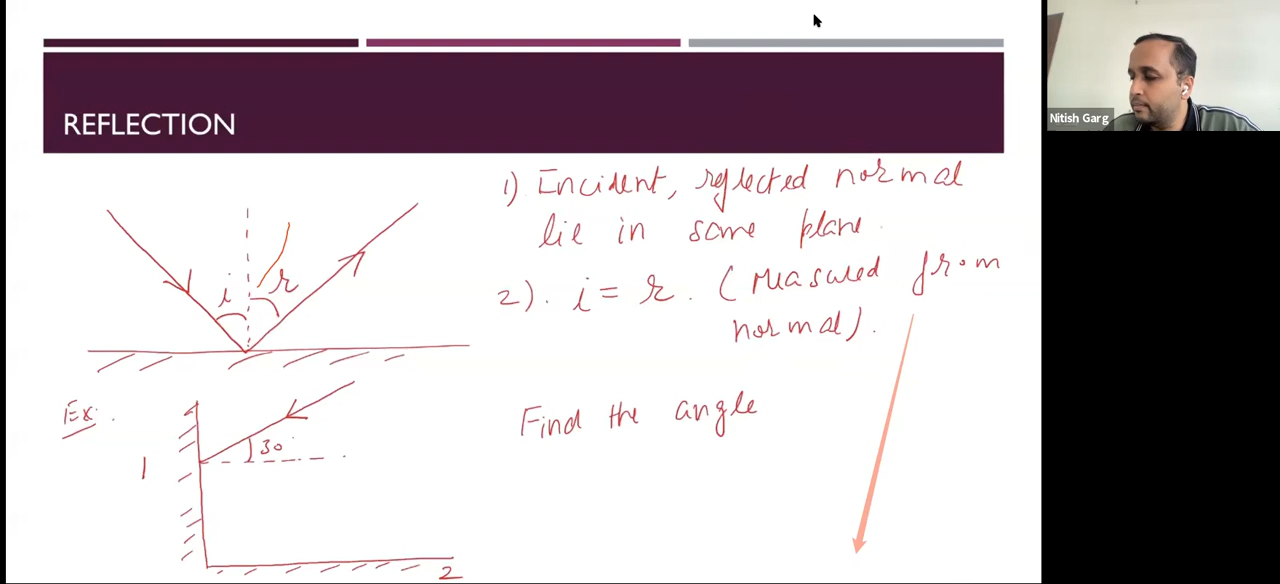 REFLECTION
Nitish Garg
1) Incident, reflected normal
lie in same plane.
i r
2). i = r. (Measured from
normal).
Ex.
30°
1
Find the angle
2